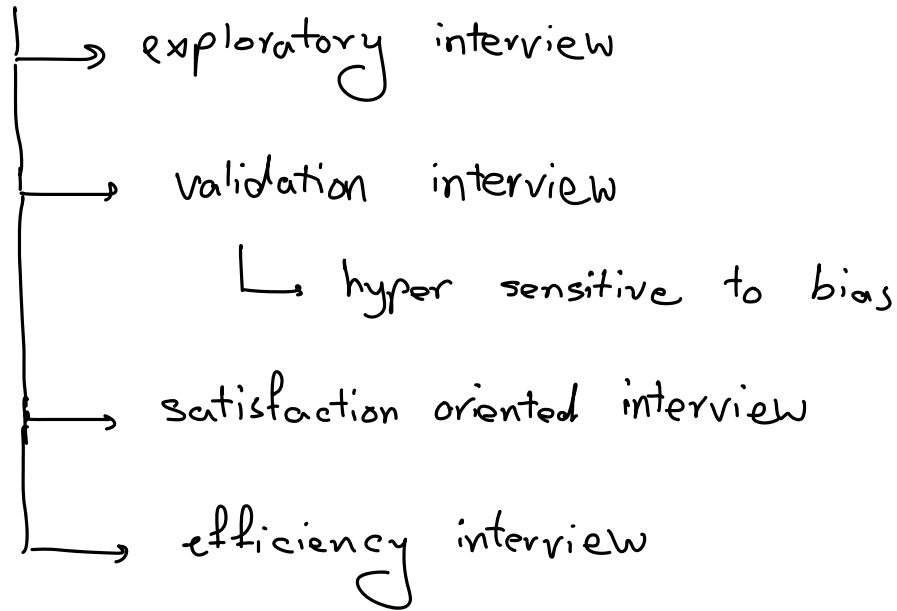 exploratory interview
validation interview
hyper sensitive to bias
satisfaction oriented interview
efficiency interview